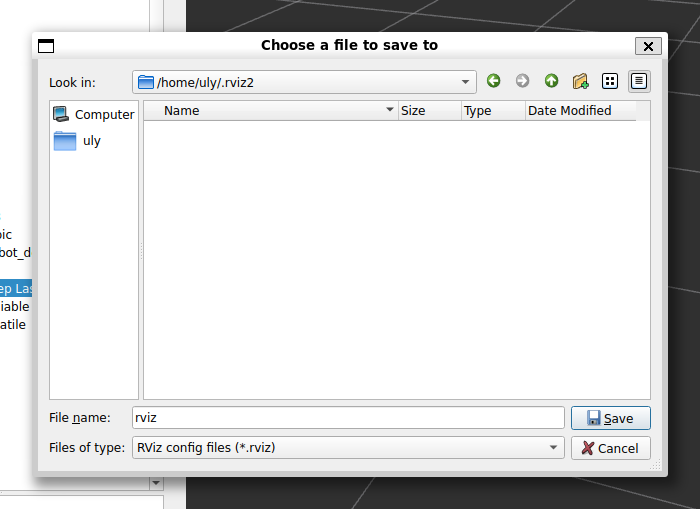 Choose a file to save to
Look in:
/home/uly/.rviz2
Computer
uly
Name
Size
Type
Date Modified
pic
bot_d
ep Las
iable
atile
File name:
rviz
Save
Files of type:
RViz config files (*.rviz)
Cancel